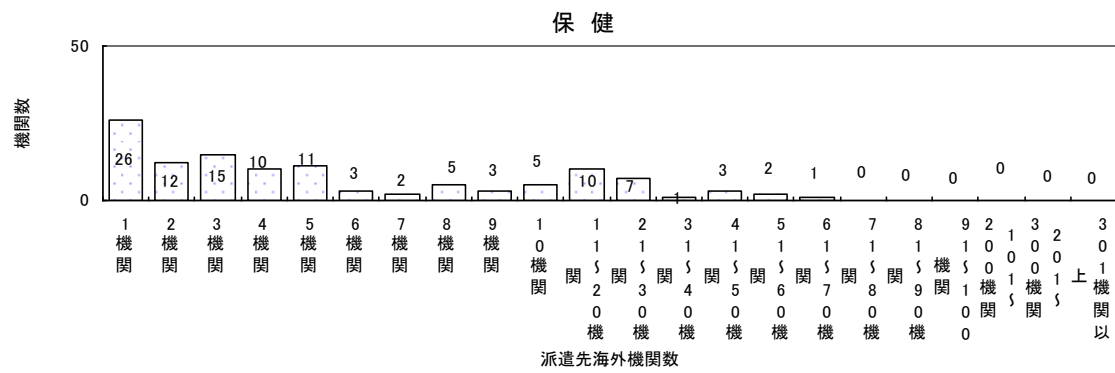 保 健
50
機関数
0
26
12
15
10
11
3
2
5
3
5
10
7
1
3
2
1
0
0
0
0
0
0
1機関
2機関
3機関
4機関
5機関
6機関
7機関
8機関
9機関
10機関
11~20機関
21~30機関
31~40機関
41~50機関
51~60機関
61~70機関
71~80機関
81~90機関
91~100機関
101~200機関
201~300機関
301機関以上
派遣先海外機関数